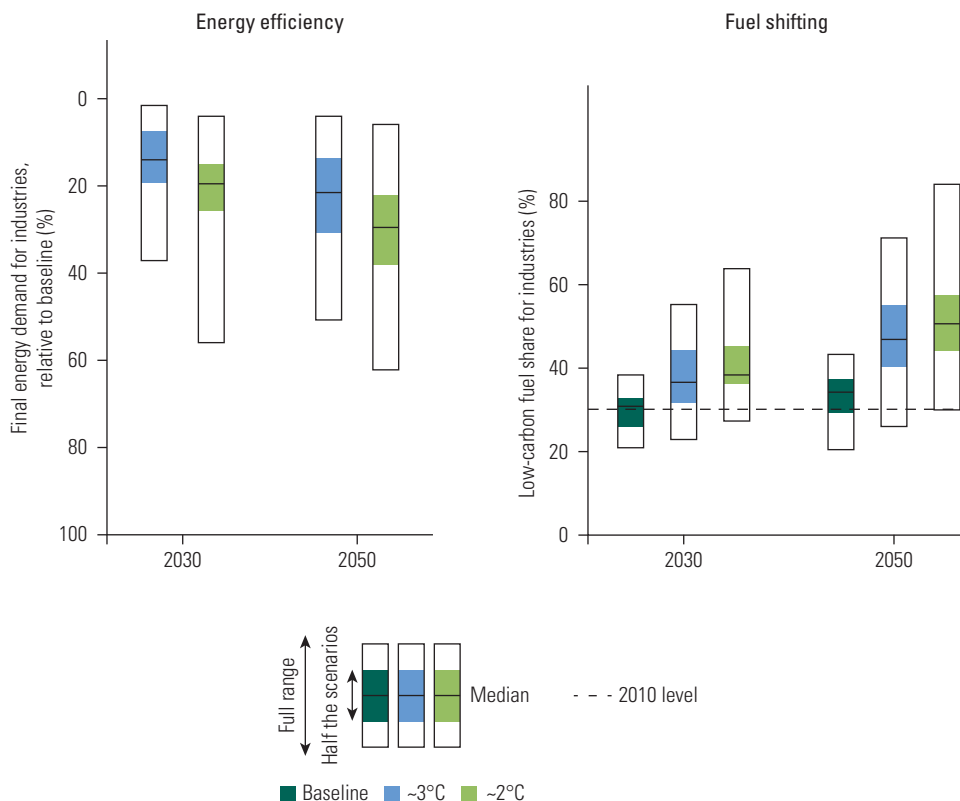 Energy efficiency
Final energy demand for industries,
relative to baseline (%)
0
20
40
60
80
100
2030
2050
Fuel shifting
Low-carbon fuel share for industries (%)
80
60
40
20
0
2030
2050
Full range
Half the scenarios
Median
2010 level
Baseline
~3°C
~2°C